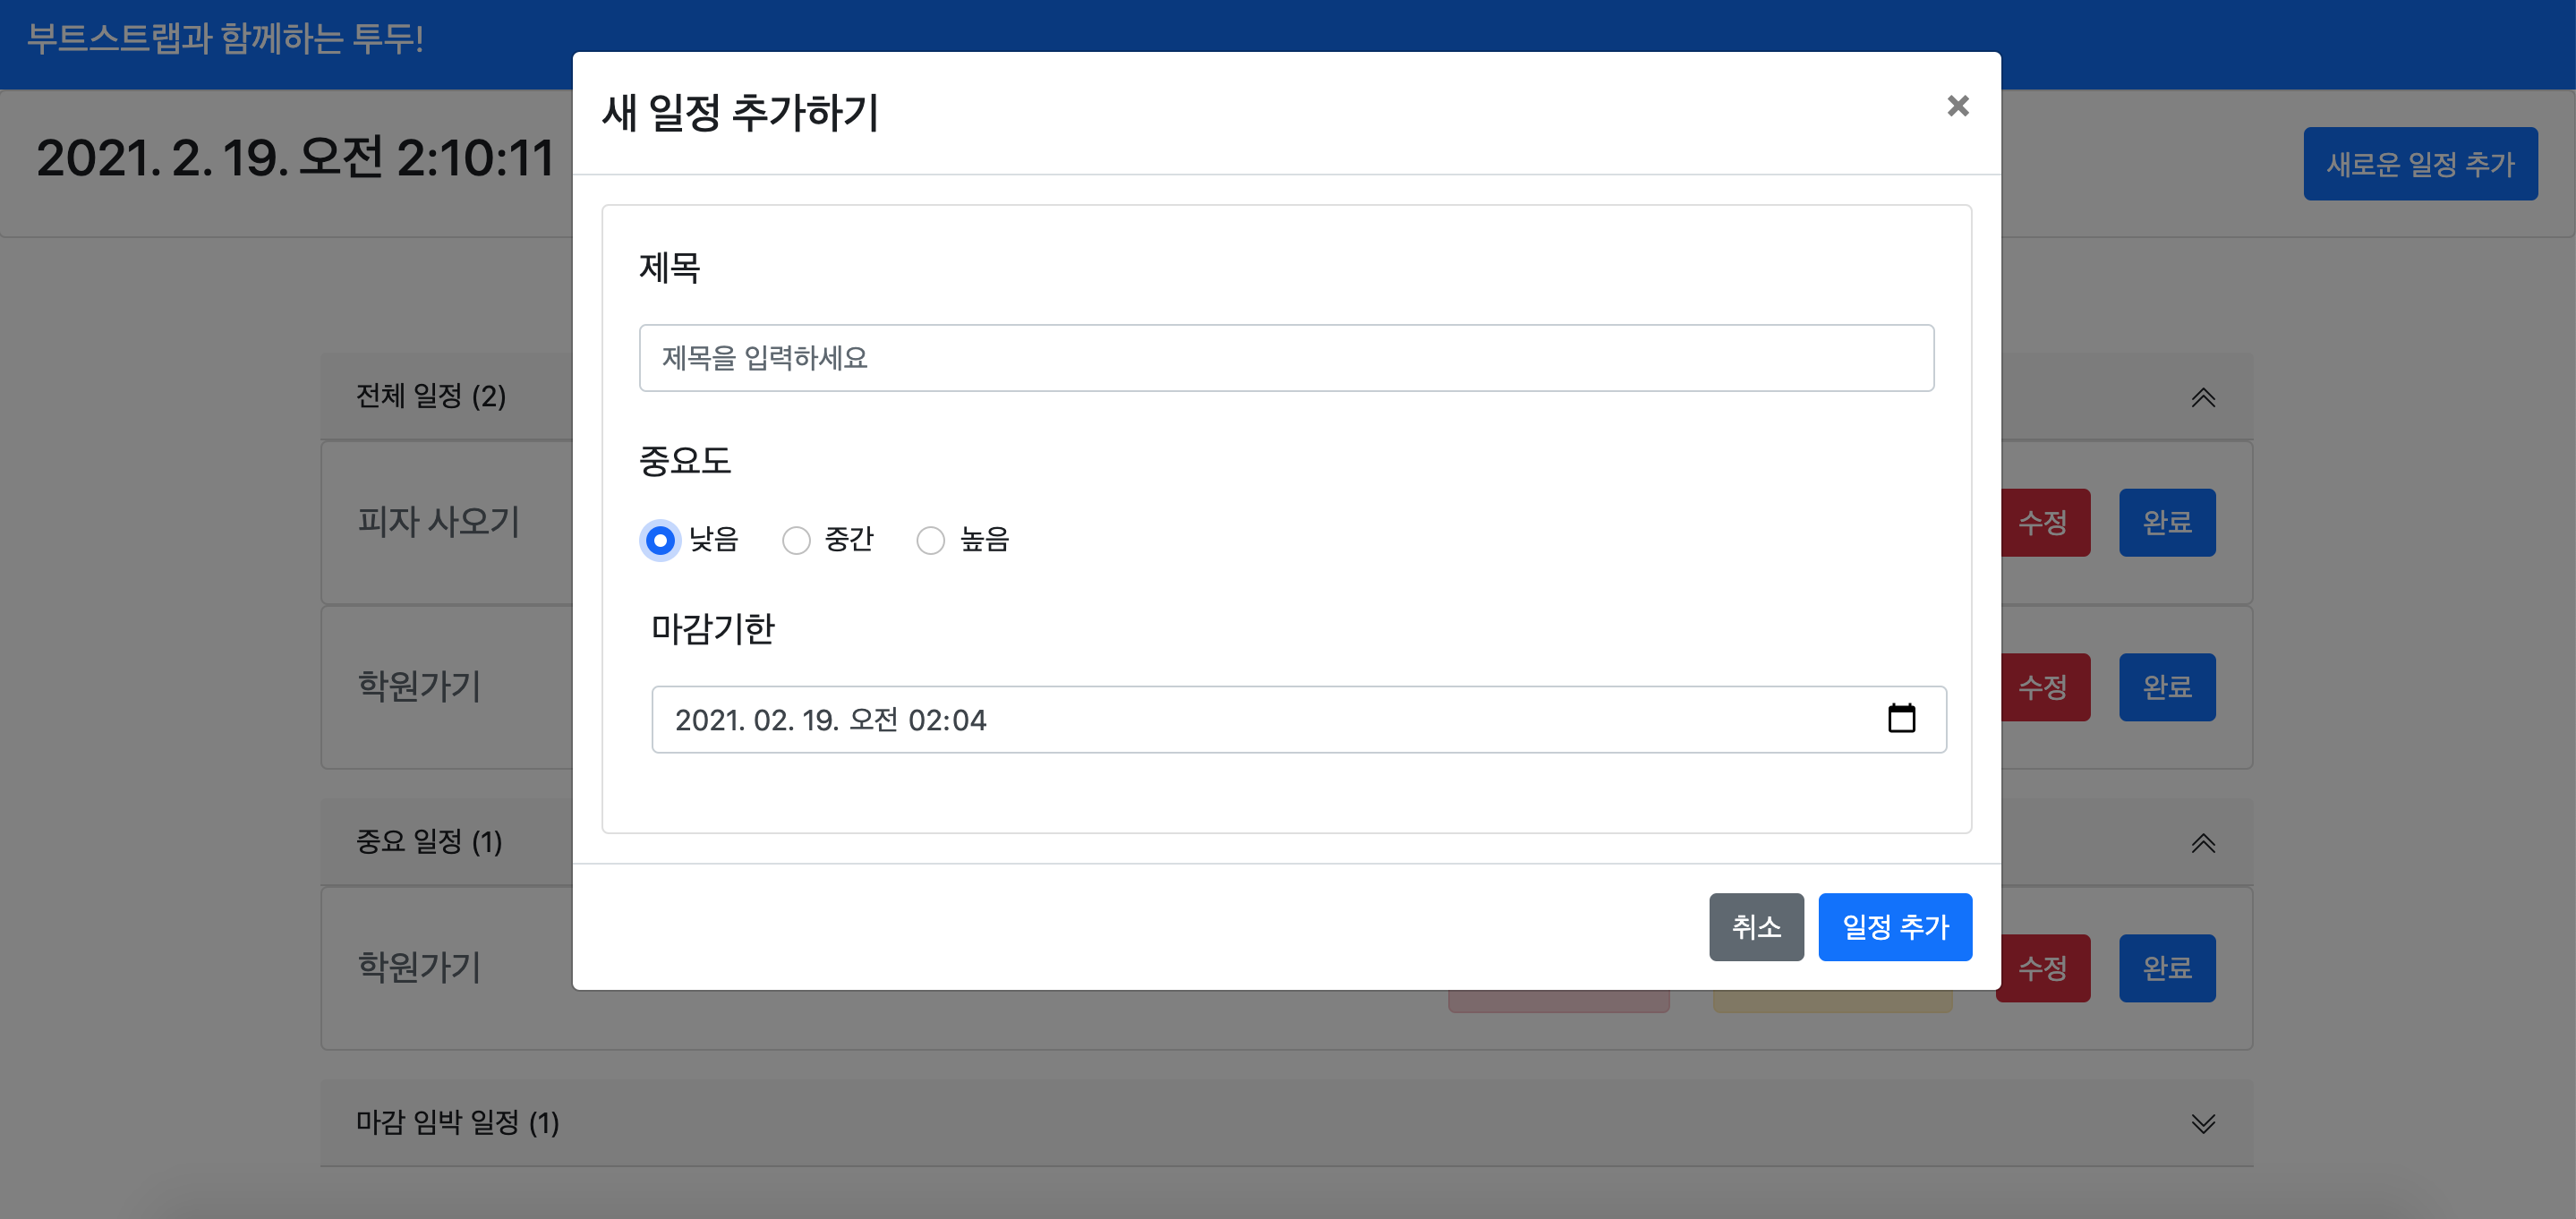 부트스트랩과 함께하는 투두!
2021. 2. 19. 오전 2:10:11
새로운 일정 추가
새 일정 추가하기
×
제목
제목을 입력하세요
중요도
낮음 중간 높음
마감기한
2021. 02. 19. 오전 02:04
취소 일정 추가
전체 일정 (2)
피자 사오기
수정 완료
학원가기
수정 완료
중요 일정 (1)
학원가기
수정 완료
마감 임박 일정 (1)